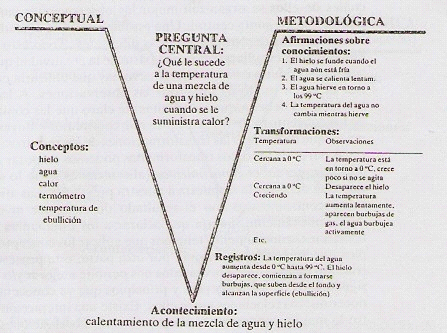 CONCEPTUAL
METODOLÓGICA
PREGUNTA
CENTRAL:
¿Qué le sucede
a la temperatura
de una mezcla de
agua y hielo
cuando se le
suministra calor?
Conceptos:
hielo
agua
calor
termómetro
temperatura de
ebullición
Afirmaciones sobre
conocimientos:
1. El hielo se funde cuando el
agua aún está fría
2. El agua se calienta lentam.
3. El agua hierve en torno a
los 99 °C
4. La temperatura del agua no
cambia mientras hierve
Transformaciones:
Temperatura Observaciones
Cercana a 0 °C La temperatura está
en torno a 0 °C, crece
poco si no se agita
Cercana a 0 °C Desaparece el hielo
Creciendo La temperatura
aumenta lentamente,
aparecen burbujas de
gas, el agua burbujea
activamente
Etc.
Registros: La temperatura del agua
aumenta desde 0 °C hasta 99 °C. El hielo
desaparece, comienzan a formarse
burbujas, que suben desde el fondo y
alcanzan la superficie (ebullición)
Acontecimiento:
calentamiento de la mezcla de agua y hielo